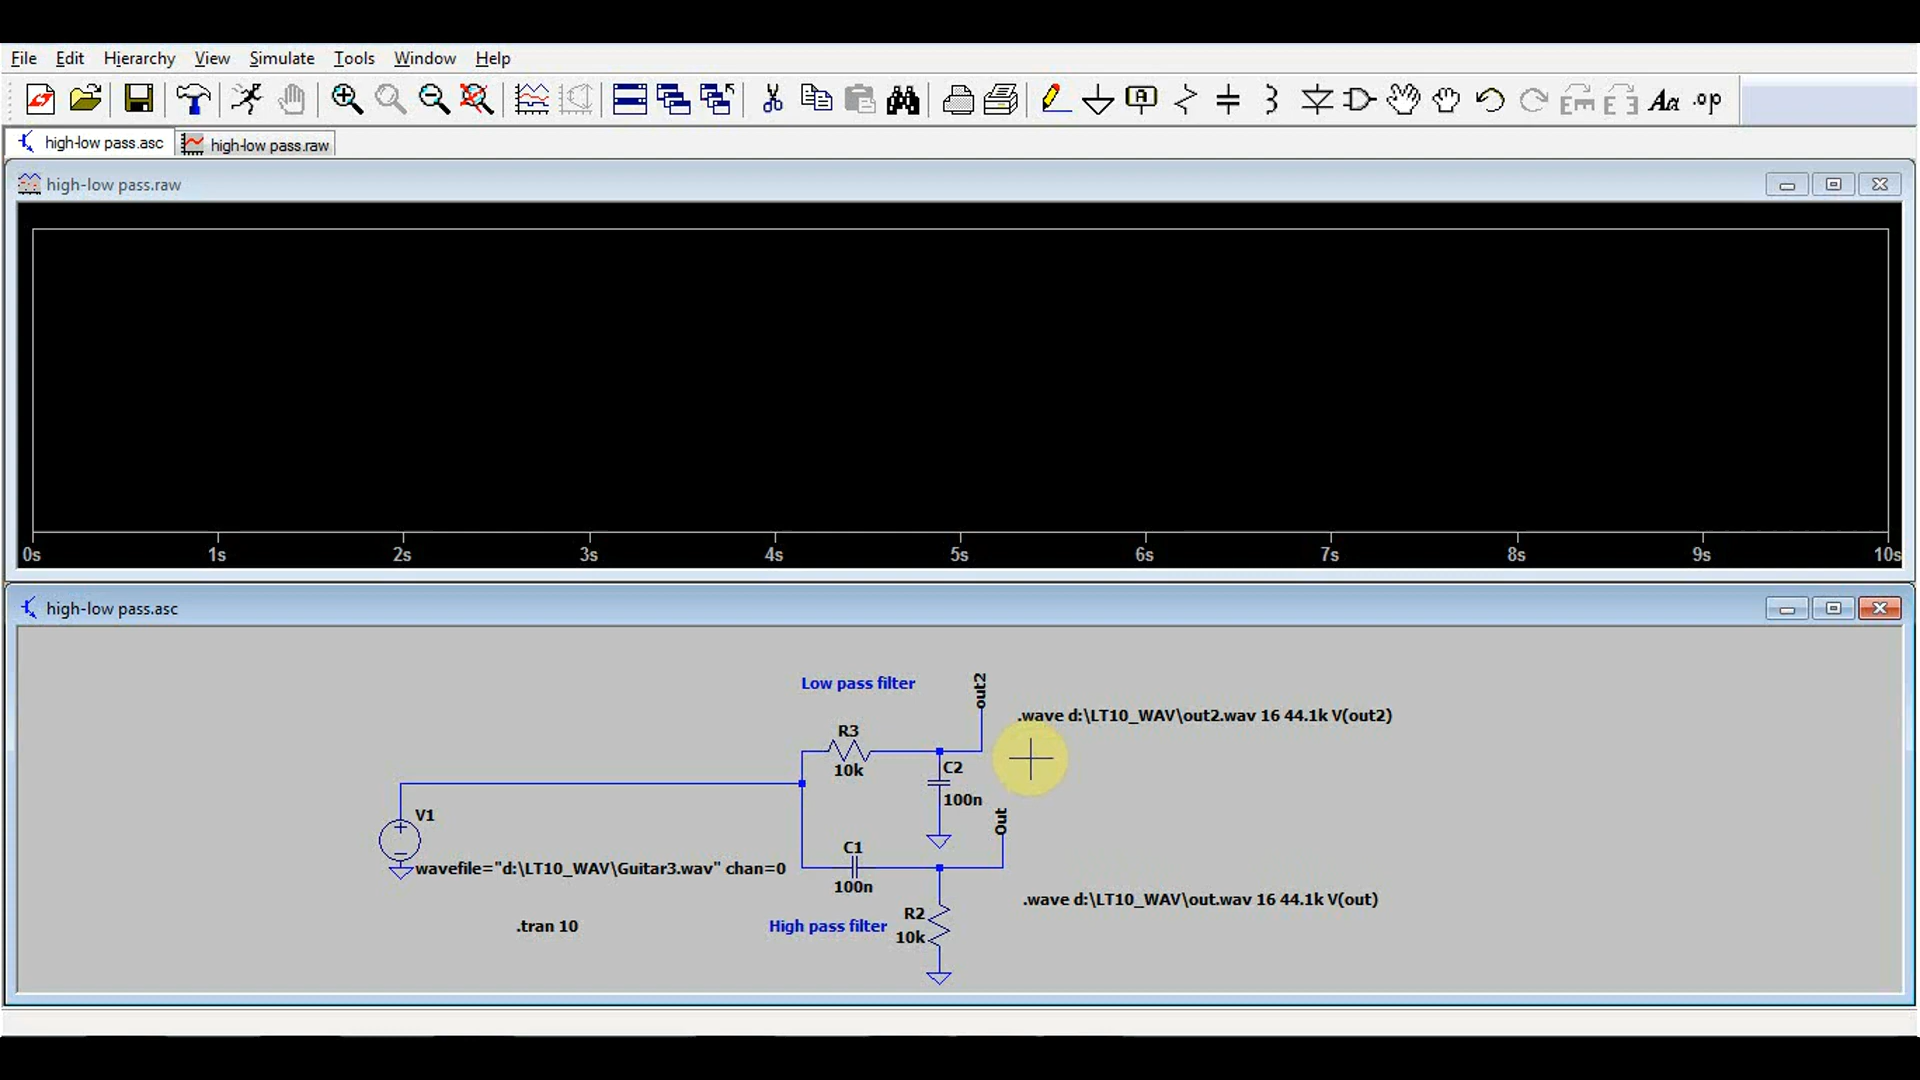 File Edit Hierarchy View Simulate Tools Window Help
A Aa .op
high-low pass.asc high-low pass.raw
high-low pass.raw
0s 1s 2s 3s 4s 5s 6s 7s 8s 9s 10s
high-low pass.asc
Low pass filter
out2
.wave d:\LT10_WAV\out2.wav 16 44.1k V(out2)
R3
10k
C2
100n
V1
Out
wavefile="d:\LT10_WAV\Guitar3.wav" chan=0
C1
100n
.wave d:\LT10_WAV\out.wav 16 44.1k V(out)
.tran 10
High pass filter
R2
10k